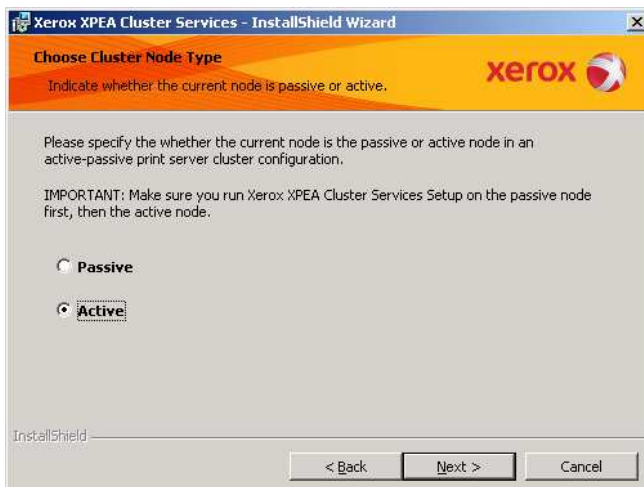 Xerox XPEA Cluster Services - InstallShield Wizard
Choose Cluster Node Type
Indicate whether the current node is passive or active.
xerox
Please specify the whether the current node is the passive or active node in an
active-passive print server cluster configuration.
IMPORTANT: Make sure you run Xerox XPEA Cluster Services Setup on the passive node
first, then the active node.
Passive
Active
InstallShield
< Back
Next >
Cancel